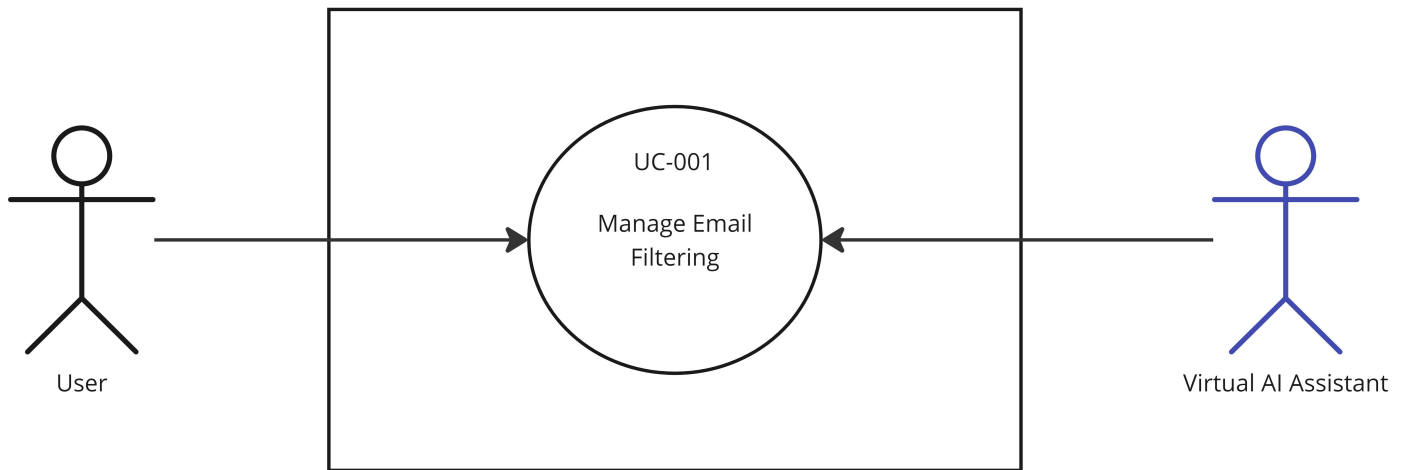 UC-001
Manage Email
Filtering
User
Virtual AI Assistant